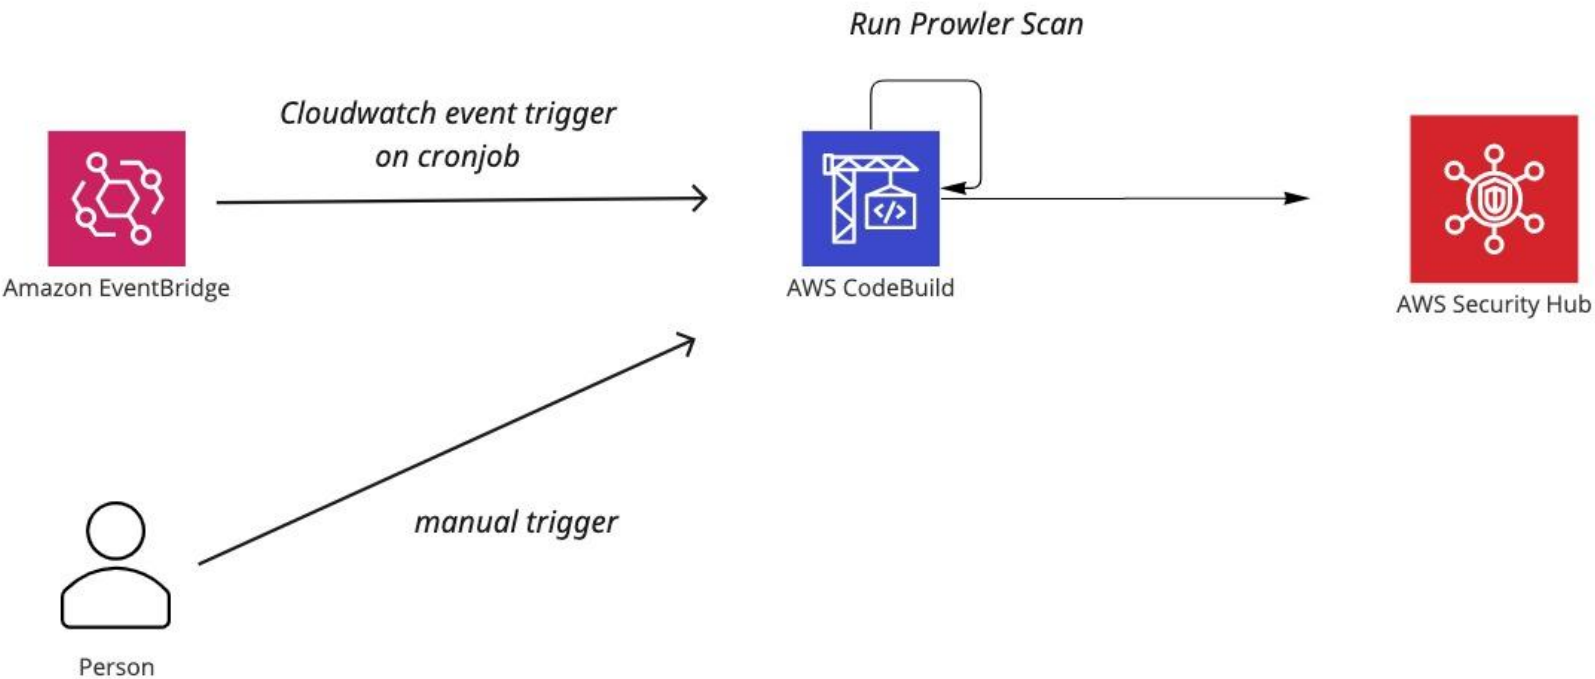 Run Prowler Scan
Cloudwatch event trigger
on cronjob
</>
Amazon EventBridge
AWS CodeBuild
AWS Security Hub
manual trigger
Person